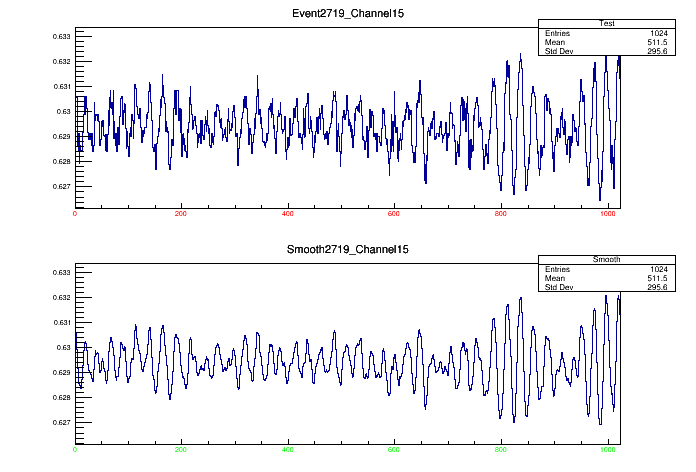 Event2719_Channel15
Test
Entries 1024
Mean 511.5
Std Dev 295.6
0.633
0.632
0.631
0.63
0.629
0.628
0.627
0 200 400 600 800 1000
Smooth2719_Channel15
Smooth
Entries 1024
Mean 511.5
Std Dev 295.6
0.633
0.632
0.631
0.63
0.629
0.628
0.627
0 200 400 600 800 1000